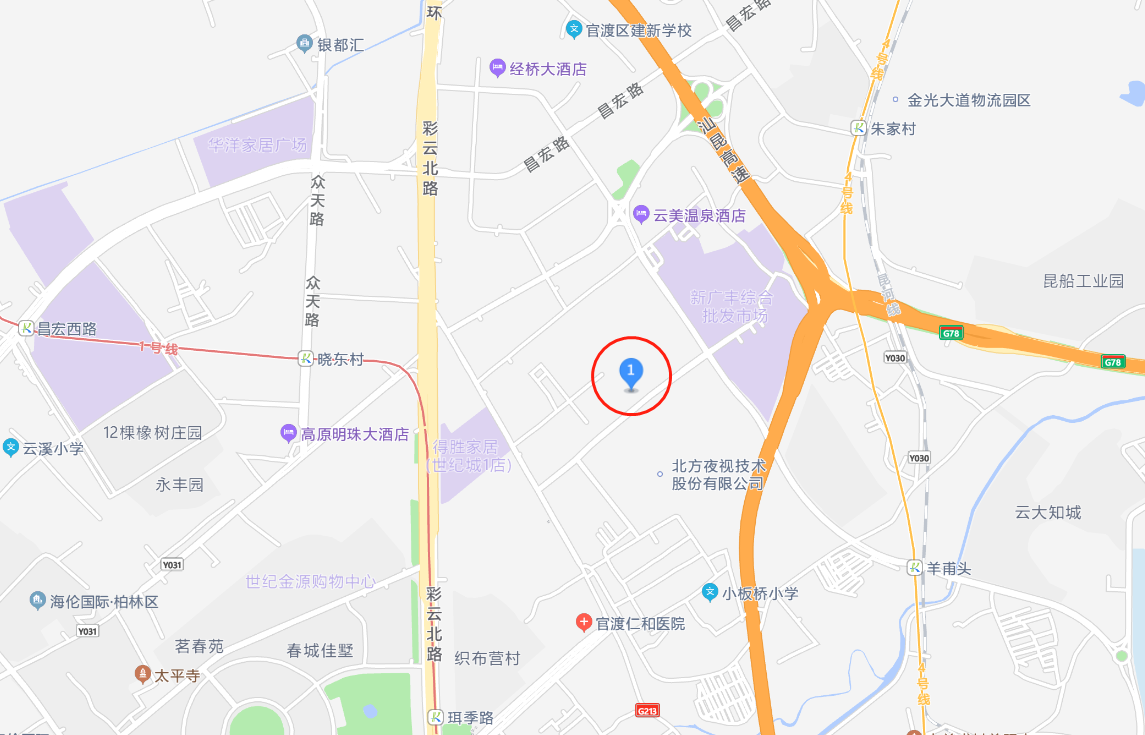 环
昌宏路
官渡区建新学校
银都汇
4号线
经桥大酒店
昌宏路
金光大道物流园区
汕昆高速
朱家村
华洋家居广场
彩云北路
昌宏路
众天路
4号线
云美温泉酒店
昆河线
昆船工业园
新广丰综合
批发市场
众天路
昌宏西路
1号线
G78
晓东村
Y030
G78
1
12棵橡树庄园
高原明珠大酒店
云溪小学
得胜家居
(世纪城1店)
Y030
北方夜视技术
股份有限公司
永丰园
云大知城
Y031
羊甫头
世纪金源购物中心
小板桥小学
海伦国际·柏林区
彩云北路
Y031
官渡仁和医院
茗春苑
春城佳墅
织布营村
太平寺
4号线
G213
珥季路